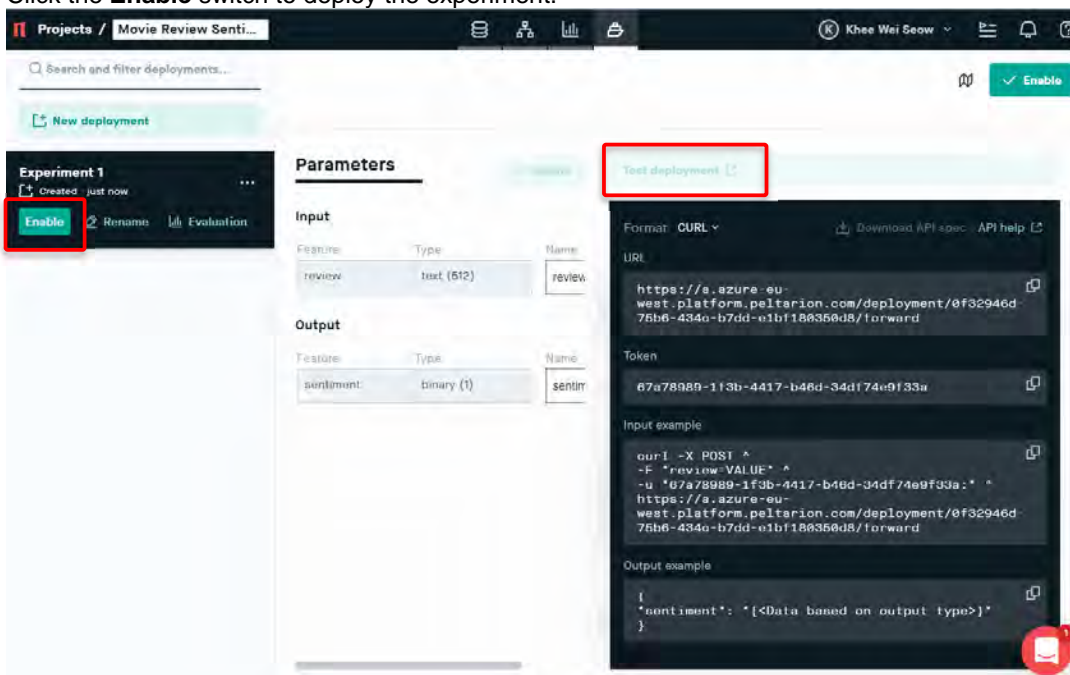 Click the Enable switch to deploy the experiment.
Projects / Movie Review Senti...
Khee Wei Seow
Search and filter deployments...
Enable
New deployment
Experiment 1
Created just now
Enable Rename Evaluation
Parameters
Input
Feature Type Name
review text (512) review
Output
Feature Type Name
sentiment binary (1) sentim
Test deployment
Format CURL Download API spec API help
URL
https://a.azure-eu-
west.platform.peltarion.com/deployment/0f32946d-
75b6-434a-b7dd-e1bf180350d8/forward
Token
67a78989-1f3b-4417-b46d-34df74e9f33a
Input example
curl -X POST ^
-F "review=VALUE" ^
-u "67a78989-1f3b-4417-b46d-34df74e9f33a:" ^
https://a.azure-eu-
west.platform.peltarion.com/deployment/0f32946d-
75b6-434a-b7dd-e1bf180350d8/forward
Output example
{
"sentiment": "[<Data based on output type>]"
}